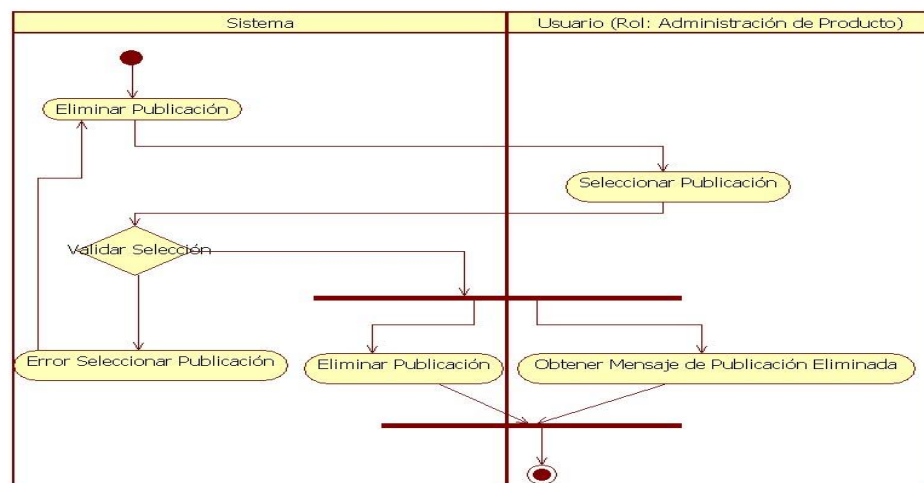 Sistema
Usuario (Rol: Administración de Producto)
Eliminar Publicación
Seleccionar Publicación
Validar Selección
Error Seleccionar Publicación
Eliminar Publicación
Obtener Mensaje de Publicación Eliminada